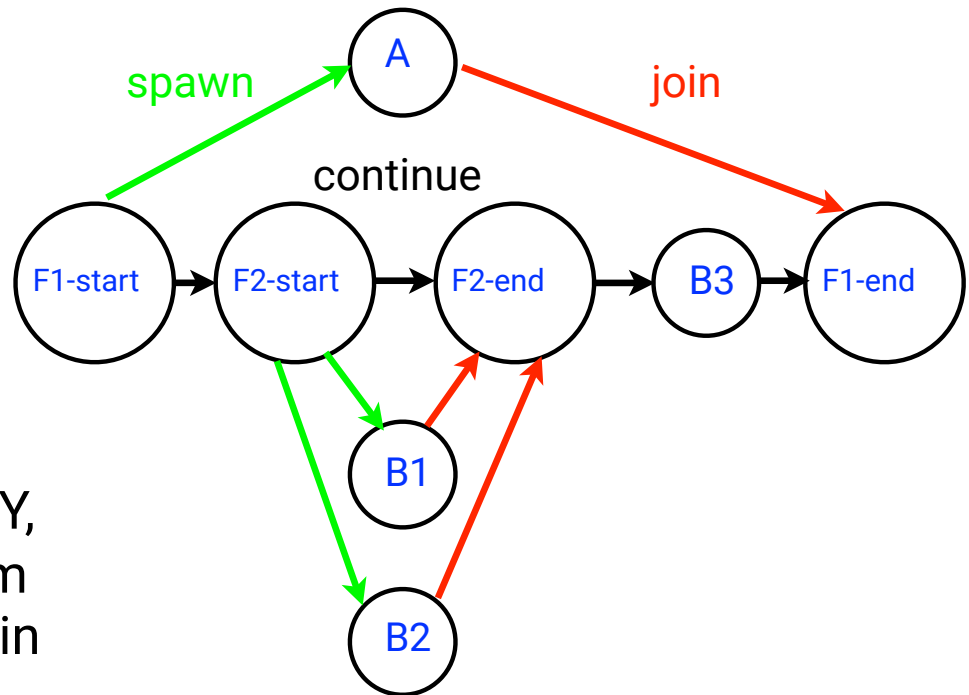 A
spawn
join
continue
F1-start
F2-start
F2-end
B3
F1-end
B1
Y,
B2